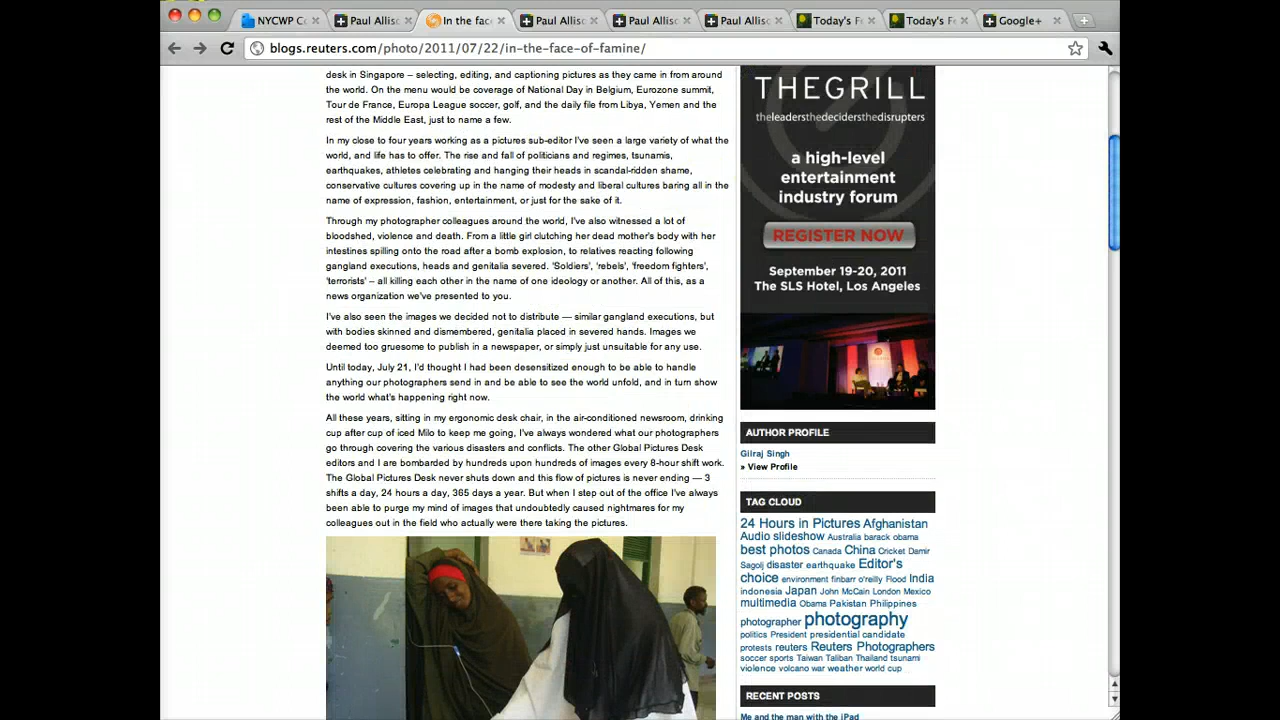 NYCWP C
Paul Allisc
In the fac
Paul Allisc
Paul Allisc
Paul Allisc
Today's F
Today's F
Google+
blogs.reuters.com/photo/2011/07/22/in-the-face-of-famine/
desk in Singapore – selecting, editing, and captioning pictures as they came in from around
the world. On the menu would be coverage of National Day in Belgium, Eurozone summit,
Tour de France, Europa League soccer, golf, and the daily file from Libya, Yemen and the
rest of the Middle East, just to name a few.
In my close to four years working as a pictures sub-editor I've seen a large variety of what the
world, and life has to offer. The rise and fall of politicians and regimes, tsunamis,
earthquakes, athletes celebrating and hanging their heads in scandal-ridden shame,
conservative cultures covering up in the name of modesty and liberal cultures baring all in the
name of expression, fashion, entertainment, or just for the sake of it.
Through my photographer colleagues around the world, I've also witnessed a lot of
bloodshed, violence and death. From a little girl clutching her dead mother's body with her
intestines spilling onto the road after a bomb explosion, to relatives reacting following
gangland executions, heads and genitalia severed. 'Soldiers', 'rebels', 'freedom fighters',
'terrorists' – all killing each other in the name of one ideology or another. All of this, as a
news organization we've presented to you.
I've also seen the images we decided not to distribute — similar gangland executions, but
with bodies skinned and dismembered, genitalia placed in severed hands. Images we
deemed too gruesome to publish in a newspaper, or simply just unsuitable for any use.
Until today, July 21, I'd thought I had been desensitized enough to be able to handle
anything our photographers send in and be able to see the world unfold, and in turn show
the world what's happening right now.
All these years, sitting in my ergonomic desk chair, in the air-conditioned newsroom, drinking
cup after cup of iced Milo to keep me going, I've always wondered what our photographers
go through covering the various disasters and conflicts. The other Global Pictures Desk
editors and I are bombarded by hundreds upon hundreds of images every 8-hour shift work.
The Global Pictures Desk never shuts down and this flow of pictures is never ending — 3
shifts a day, 24 hours a day, 365 days a year. But when I step out of the office I've always
been able to purge my mind of images that undoubtedly caused nightmares for my
colleagues out in the field who actually were there taking the pictures.
THEGRILL
theleadersthedecidersthedisrupters
a high-level
entertainment
industry forum
REGISTER NOW
September 19-20, 2011
The SLS Hotel, Los Angeles
AUTHOR PROFILE
Gilraj Singh
» View Profile
TAG CLOUD
24 Hours in Pictures Afghanistan
Audio slideshow Australia barack obama
best photos Canada China Cricket Damir
Sagolj disaster earthquake Editor's
choice environment finbarr o'reilly Flood India
indonesia Japan John McCain London Mexico
multimedia Obama Pakistan Philippines
photographer photography
politics President presidential candidate
protests reuters Reuters Photographers
soccer sports Taiwan Taliban Thailand tsunami
violence volcano war weather world cup
RECENT POSTS
Me and the man with the iPad